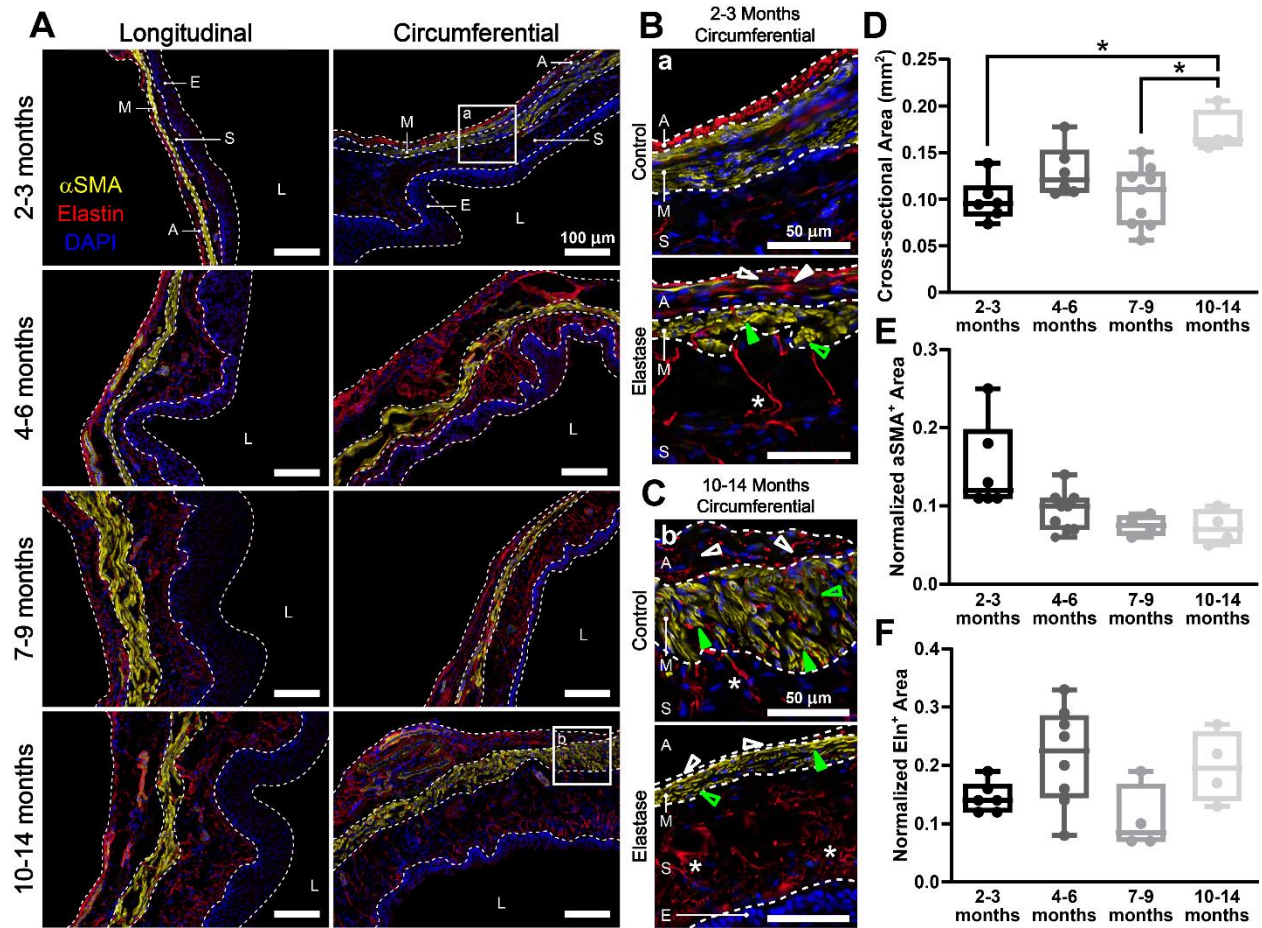 A
Longitudinal
Circumferential
2-3 months
E
M
S
αSMA
Elastin
DAPI
A
L
A
M
a
S
E
L
100 μm
4-6 months
L
L
7-9 months
L
L
10-14 months
L
b
L
B
2-3 Months
Circumferential
a
Control
A
M
S
50 μm
Elastase
A
M
*
S
C
10-14 Months
Circumferential
b
Control
A
M
*
S
50 μm
Elastase
A
M
S
*
*
E
D
Cross-sectional Area (mm²)
*
*
0.25
0.20
0.15
0.10
0.05
0
2-3 months
4-6 months
7-9 months
10-14 months
E
Normalized aSMA⁺ Area
0.3
0.2
0.1
0.0
2-3 months
4-6 months
7-9 months
10-14 months
F
Normalized Eln⁺ Area
0.4
0.3
0.2
0.1
0
2-3 months
4-6 months
7-9 months
10-14 months